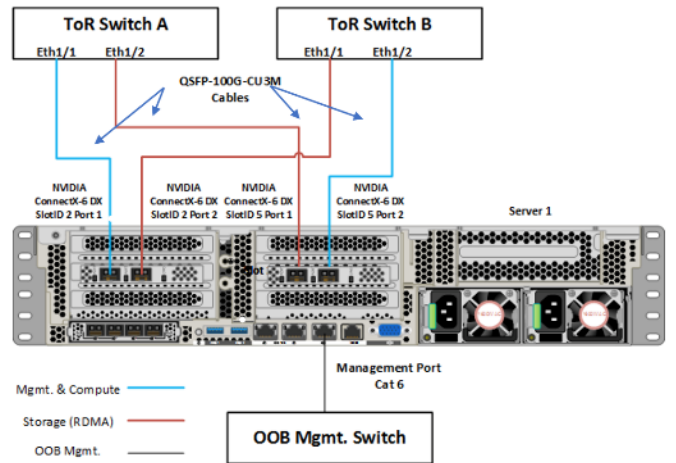 ToR Switch A
ToR Switch B
Eth1/1 Eth1/2
Eth1/1 Eth1/2
QSFP-100G-CU3M
Cables
NVIDIA
ConnectX-6 DX
SlotID 2 Port 1
NVIDIA
ConnectX-6 DX
SlotID 2 Port 2
NVIDIA
ConnectX-6 DX
SlotID 5 Port 1
NVIDIA
ConnectX-6 DX
SlotID 5 Port 2
Server 1
Slot
Management Port
Cat 6
Mgmt. & Compute
Storage (RDMA)
OOB Mgmt.
OOB Mgmt. Switch